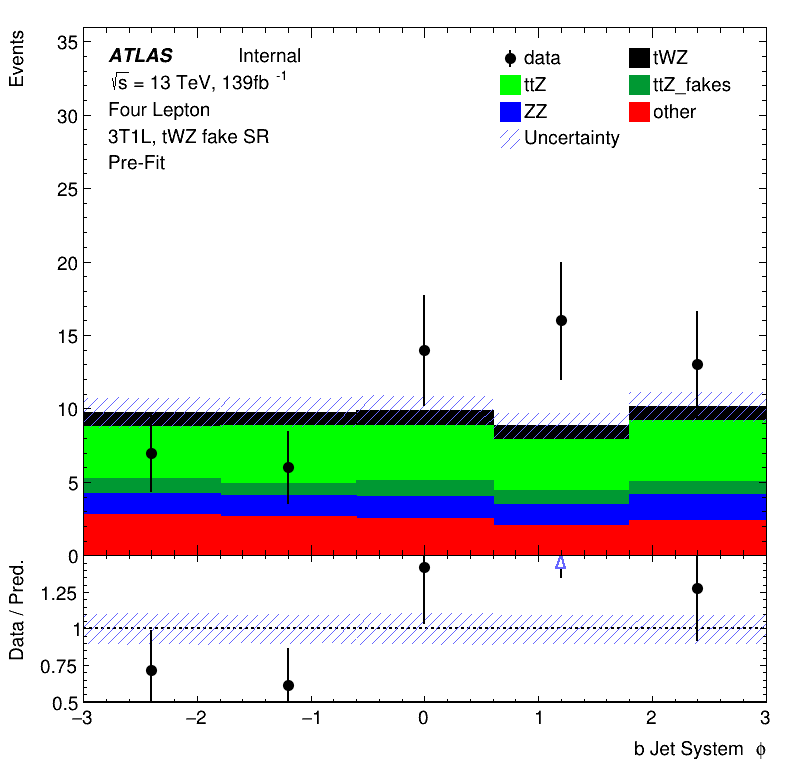 Events
35
30
25
20
15
10
5
0
ATLAS Internal
√s = 13 TeV, 139fb -1
Four Lepton
3T1L, tWZ fake SR
Pre-Fit
data tWZ
ttZ ttZ_fakes
ZZ other
Uncertainty
Data / Pred.
1.25
1
0.75
0.5
−3 −2 −1 0 1 2 3
b Jet System ϕ